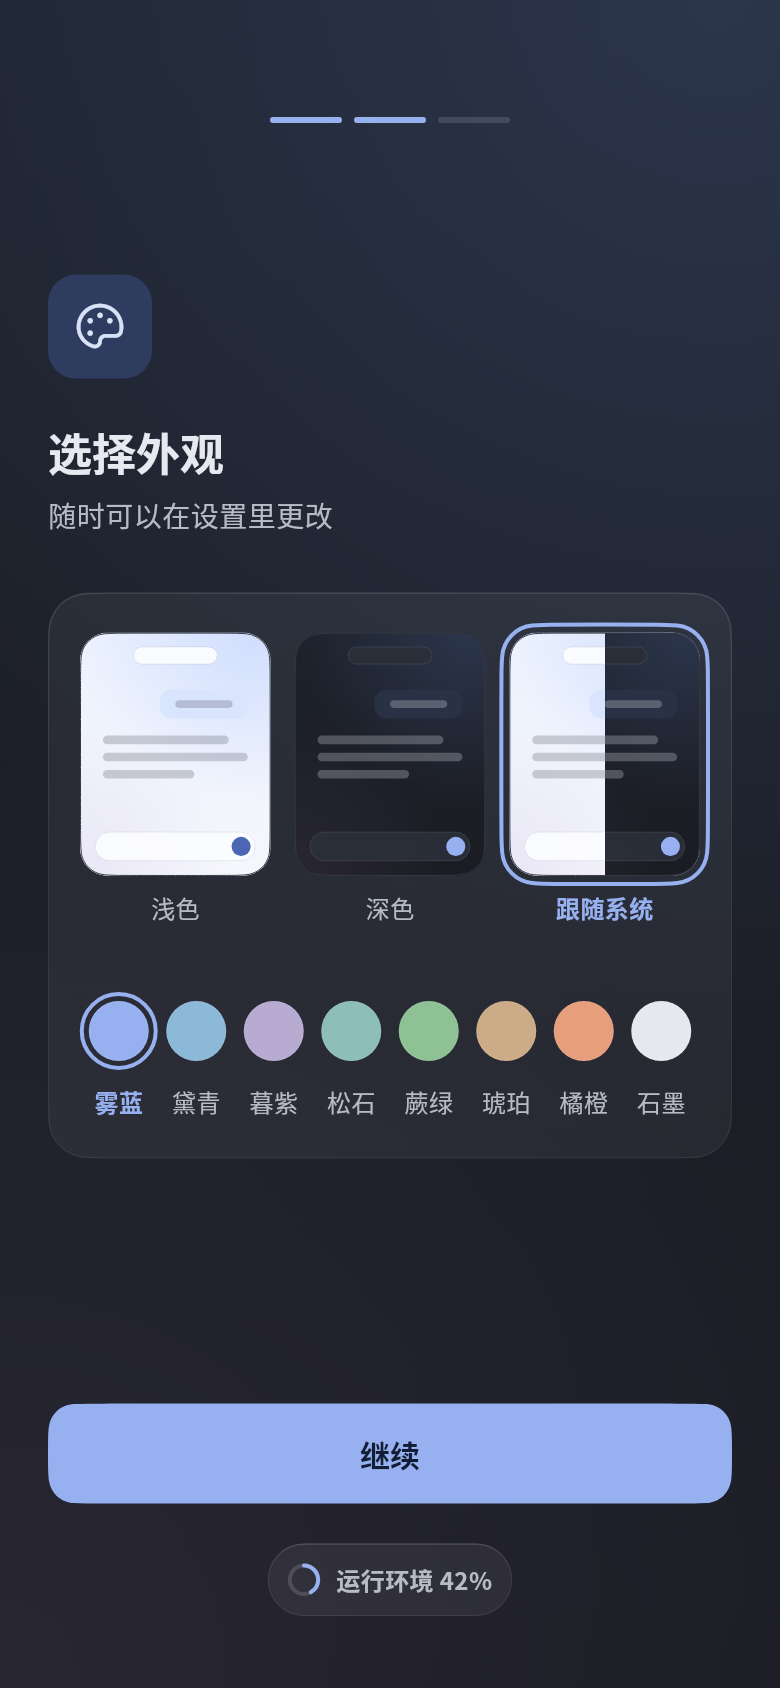 选择外观
随时可以在设置里更改
浅色
深色
跟随系统
雾蓝
黛青
暮紫
松石
蕨绿
琥珀
橘橙
石墨
继续
运行环境 42%